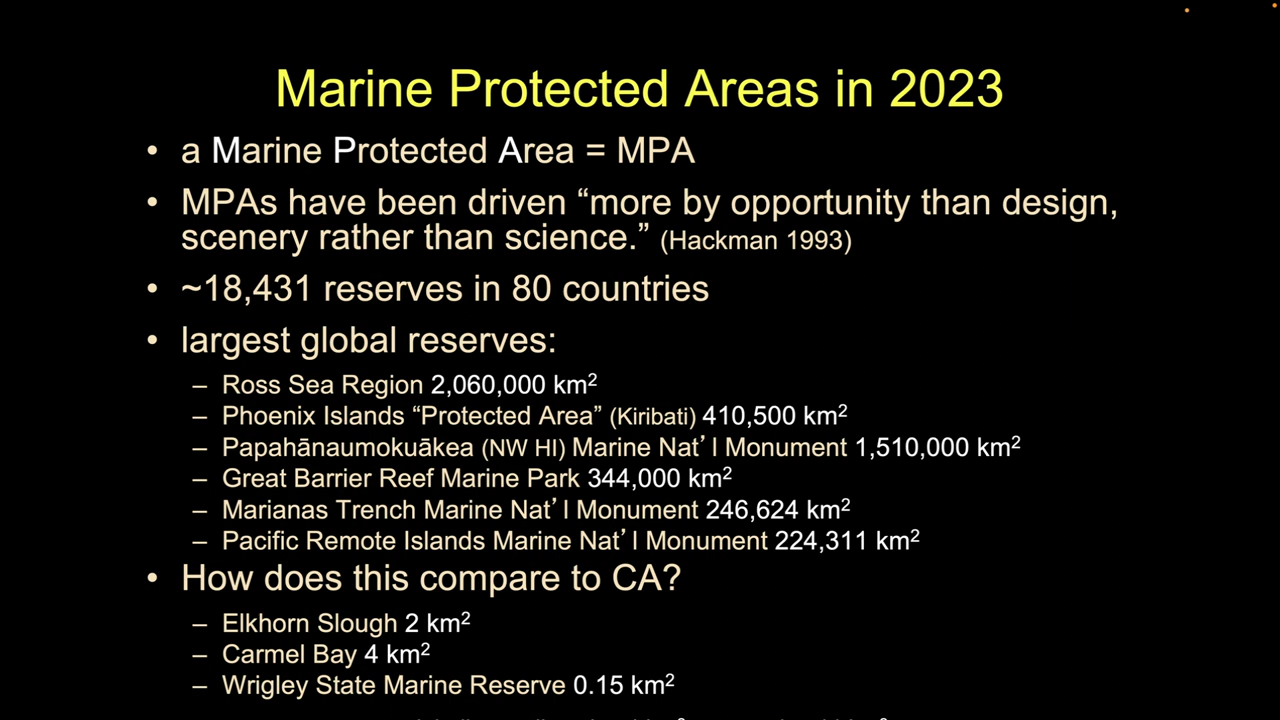 Marine Protected Areas in 2023
• a Marine Protected Area = MPA
• MPAs have been driven “more by opportunity than design,
scenery rather than science.” (Hackman 1993)
• ~18,431 reserves in 80 countries
• largest global reserves:
– Ross Sea Region 2,060,000 km²
– Phoenix Islands “Protected Area” (Kiribati) 410,500 km²
– Papahānaumokuākea (NW HI) Marine Nat’l Monument 1,510,000 km²
– Great Barrier Reef Marine Park 344,000 km²
– Marianas Trench Marine Nat’l Monument 246,624 km²
– Pacific Remote Islands Marine Nat’l Monument 224,311 km²
• How does this compare to CA?
– Elkhorn Slough 2 km²
– Carmel Bay 4 km²
– Wrigley State Marine Reserve 0.15 km²